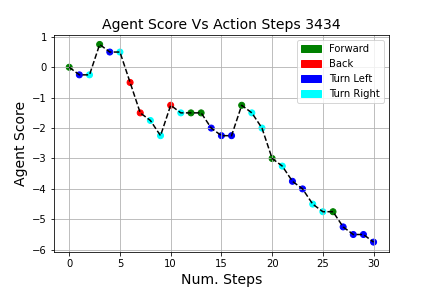 Agent Score Vs Action Steps 3434
Agent Score
1
0
−1
−2
−3
−4
−5
−6
Forward
Back
Turn Left
Turn Right
0 5 10 15 20 25 30
Num. Steps